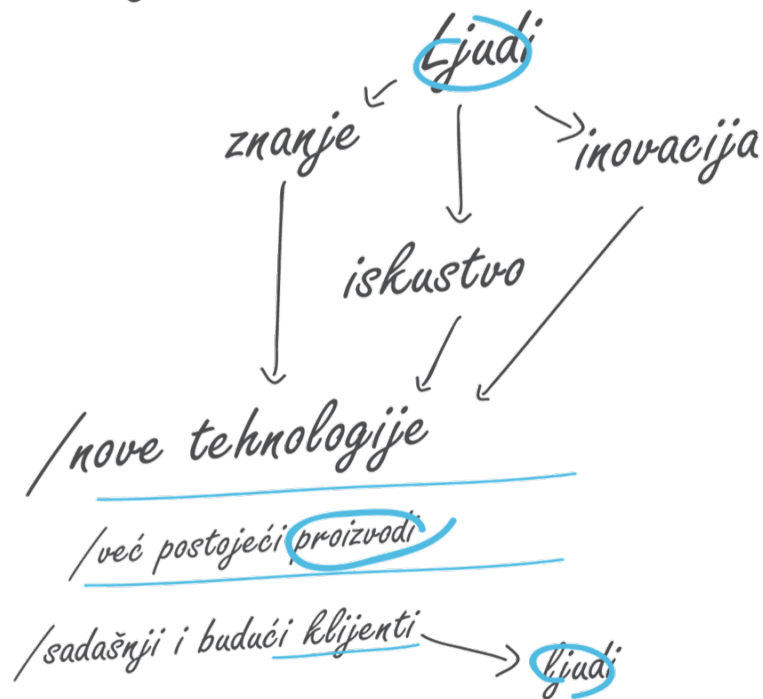 Ljudi
znanje
inovacija
iskustvo
/nove tehnologije
/već postojeći proizvodi
/sadašnji i budući klijenti
ljudi